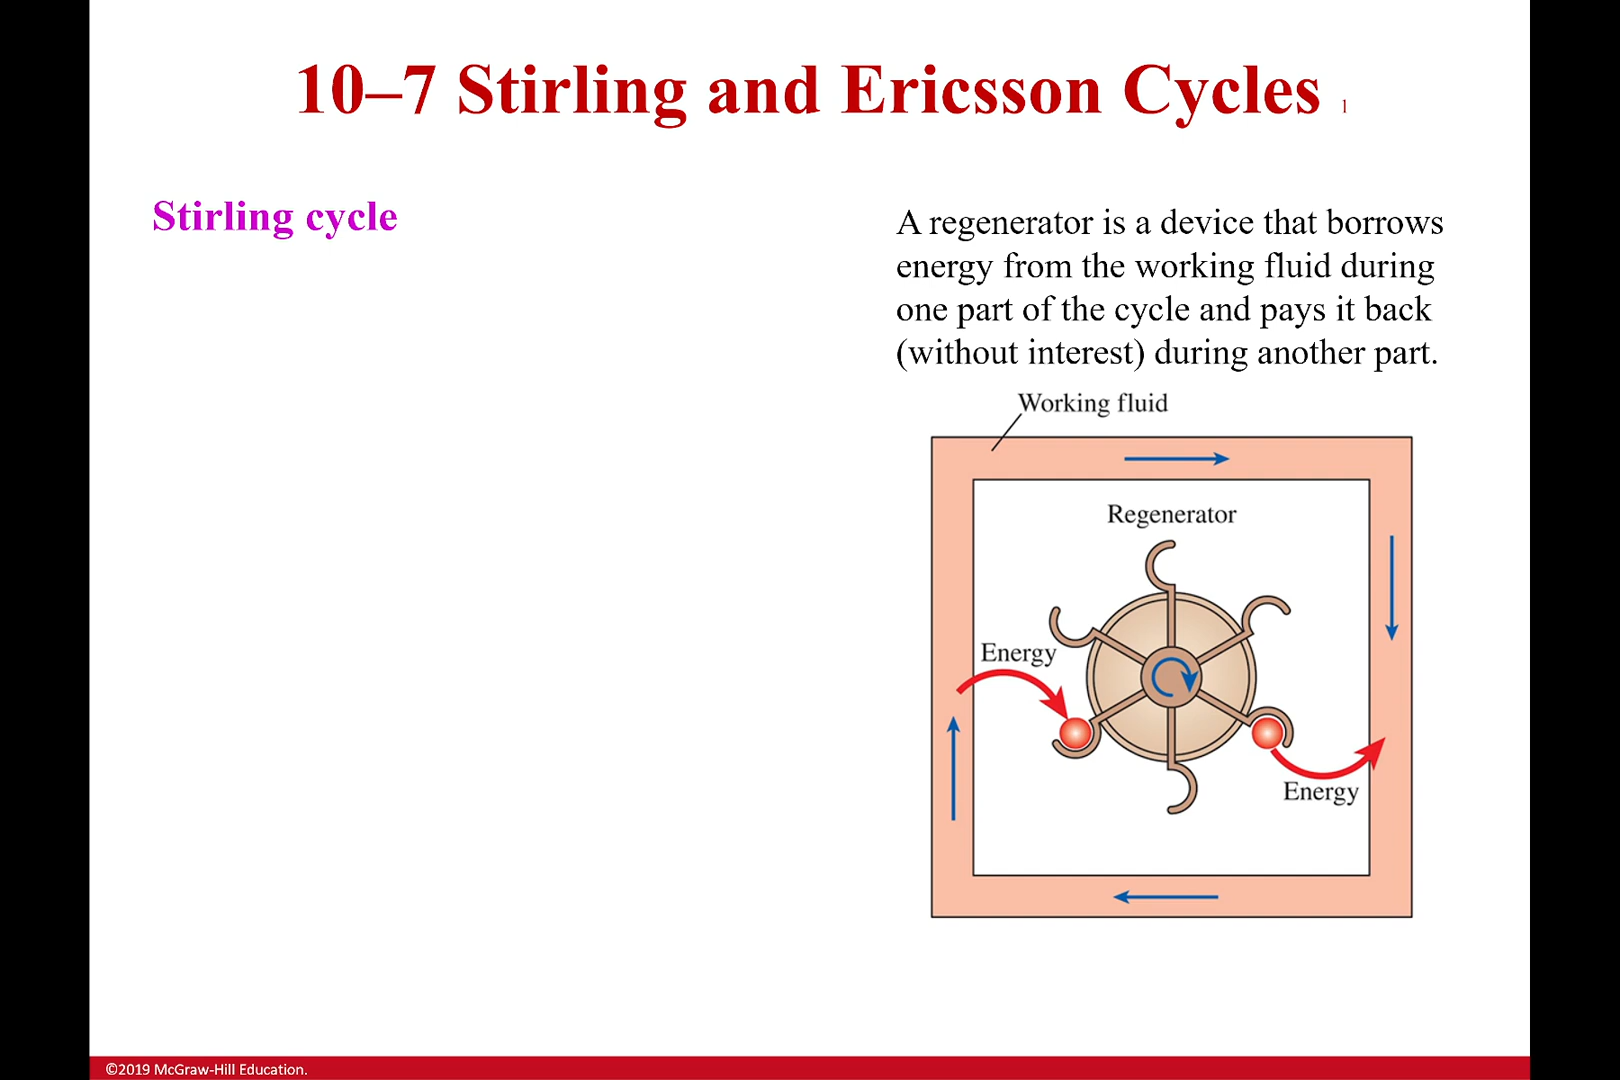 10–7 Stirling and Ericsson Cycles 1
Stirling cycle
A regenerator is a device that borrows
energy from the working fluid during
one part of the cycle and pays it back
(without interest) during another part.
Working fluid
Regenerator
Energy
Energy
©2019 McGraw-Hill Education.